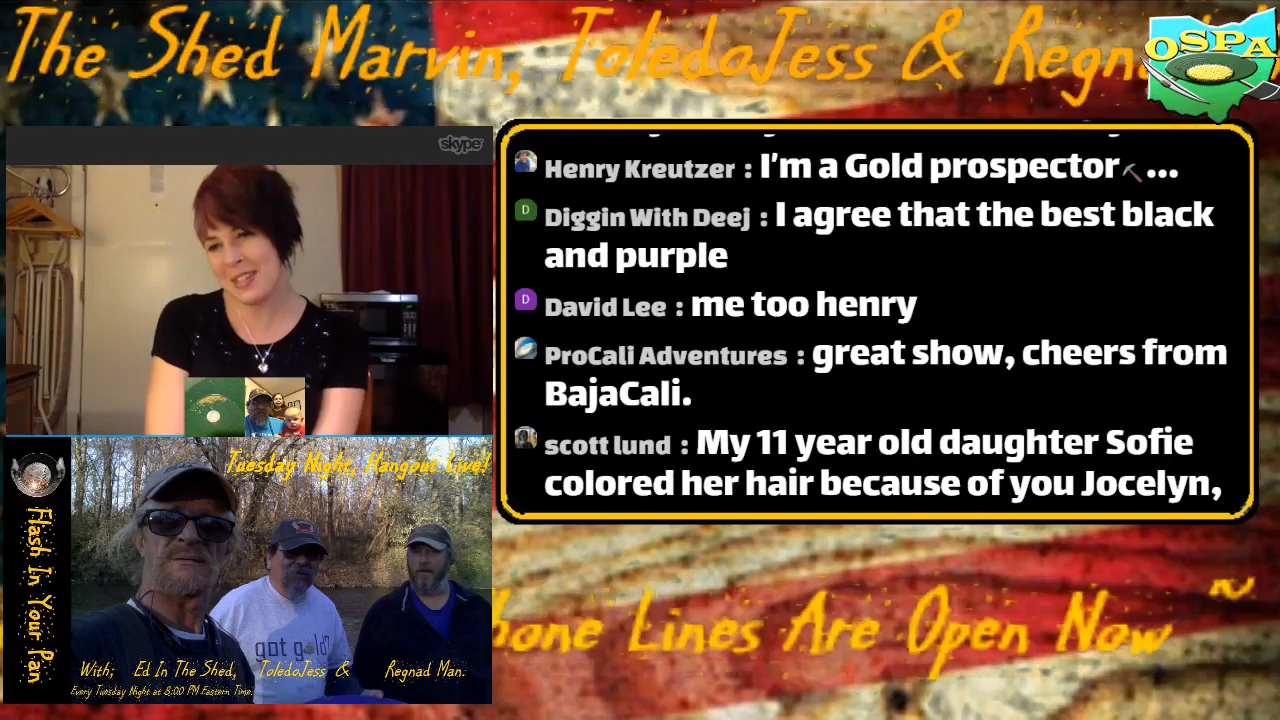 The Shed Marvin, ToledoJess & Regna
OSPA
skype
Henry Kreutzer : I'm a Gold prospector ...
Diggin With Deej : I agree that the best black
and purple
David Lee : me too henry
ProCali Adventures : great show, cheers from
BajaCali.
scott lund : My 11 year old daughter Sofie
colored her hair because of you Jocelyn,
Tuesday Night, Hangout Live!
Flash In Your Pan
got gold?
With; Ed In The Shed, ToledoJess & Regnad Man.
Every Tuesday Night at 8:00 PM Eastern Time.
hone Lines Are Open Now ~